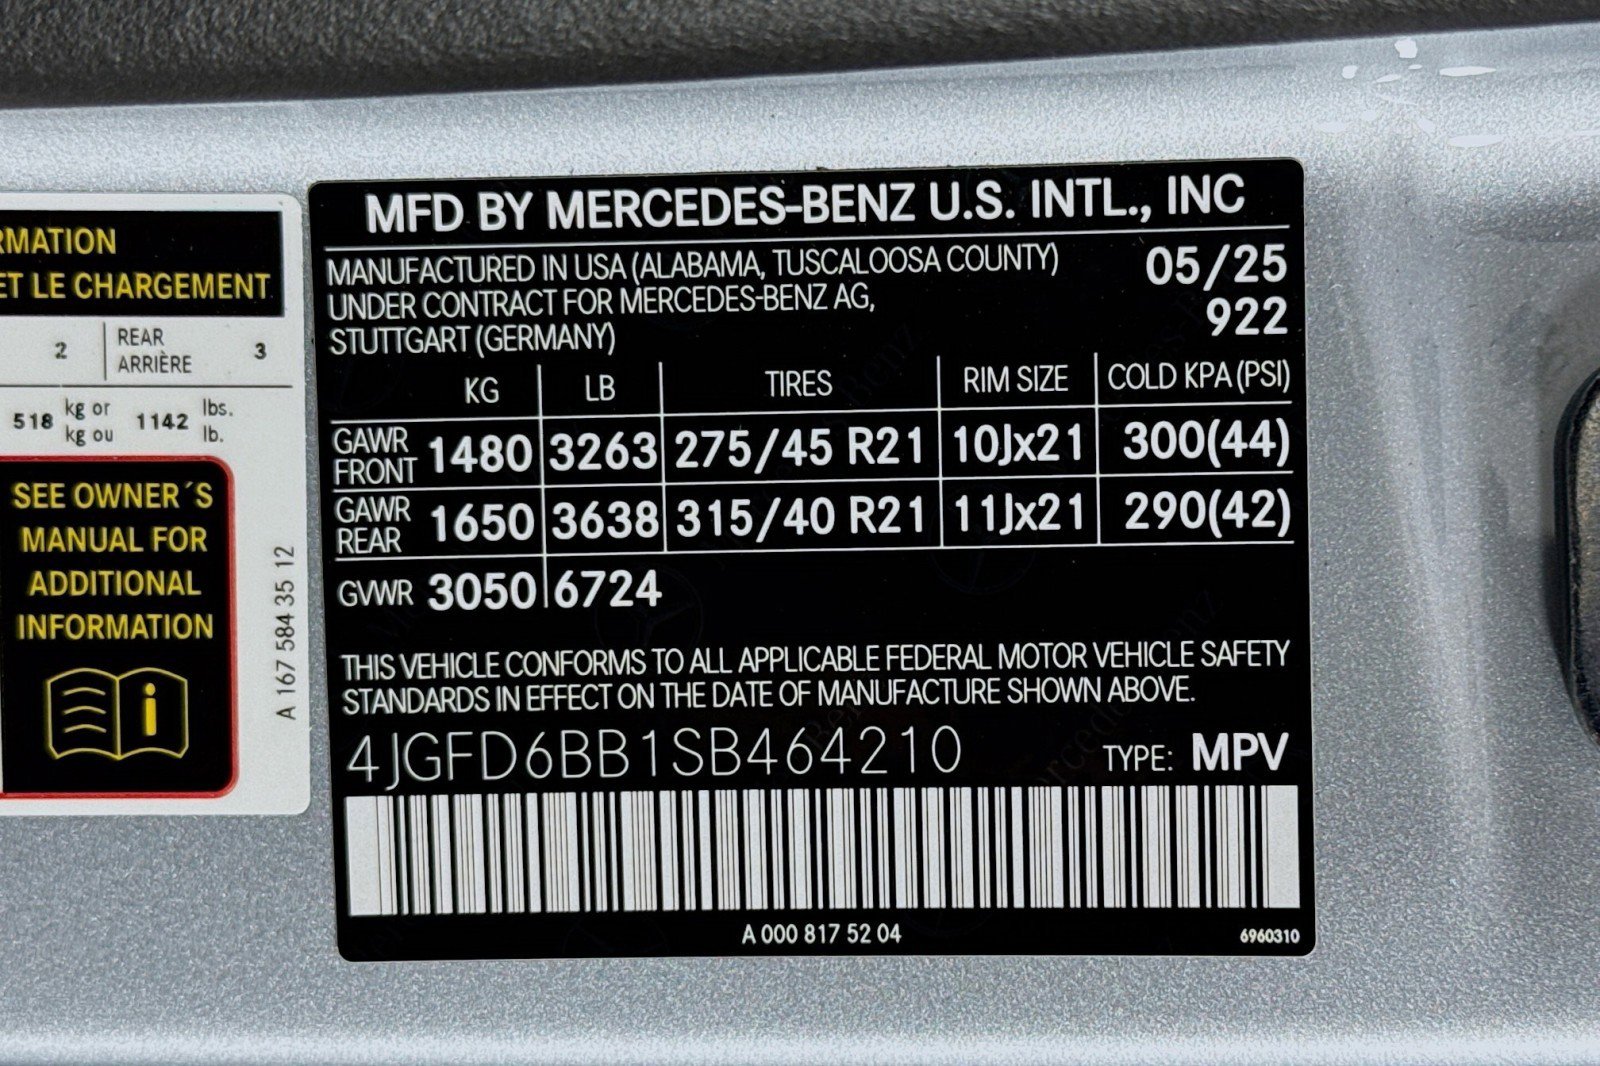 RMATION
ET LE CHARGEMENT
2 REAR 3
ARRIÈRE
518 kg or 1142 lbs.
kg ou lb.
SEE OWNER´S
MANUAL FOR
ADDITIONAL
INFORMATION
A 167 584 35 12
MFD BY MERCEDES-BENZ U.S. INTL., INC
MANUFACTURED IN USA (ALABAMA, TUSCALOOSA COUNTY) 05/25
UNDER CONTRACT FOR MERCEDES-BENZ AG, 922
STUTTGART (GERMANY)
KG LB TIRES RIM SIZE COLD KPA (PSI)
GAWR FRONT 1480 3263 275/45 R21 10Jx21 300(44)
GAWR REAR 1650 3638 315/40 R21 11Jx21 290(42)
GVWR 3050 6724
THIS VEHICLE CONFORMS TO ALL APPLICABLE FEDERAL MOTOR VEHICLE SAFETY
STANDARDS IN EFFECT ON THE DATE OF MANUFACTURE SHOWN ABOVE.
4JGFD6BB1SB464210 TYPE: MPV
A 000 817 52 04 6960310